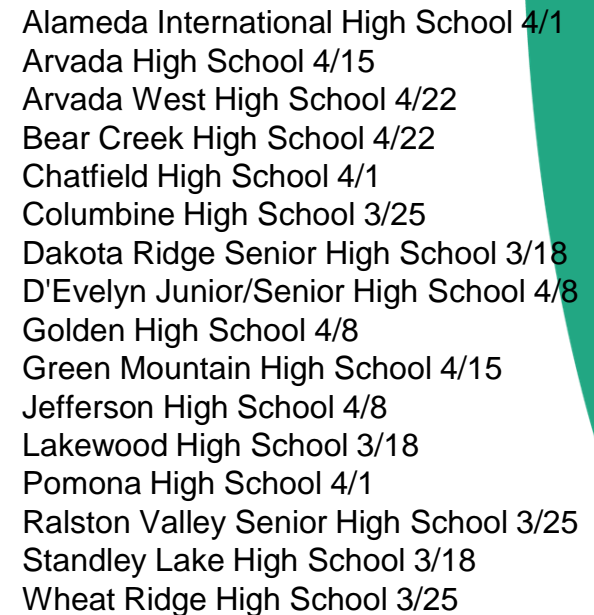 Alameda International High School 4/1
Arvada High School 4/15
Arvada West High School 4/22
Bear Creek High School 4/22
Chatfield High School 4/1
Columbine High School 3/25
Dakota Ridge Senior High School 3/18
D'Evelyn Junior/Senior High School 4/8
Golden High School 4/8
Green Mountain High School 4/15
Jefferson High School 4/8
Lakewood High School 3/18
Pomona High School 4/1
Ralston Valley Senior High School 3/25
Standley Lake High School 3/18
Wheat Ridge High School 3/25